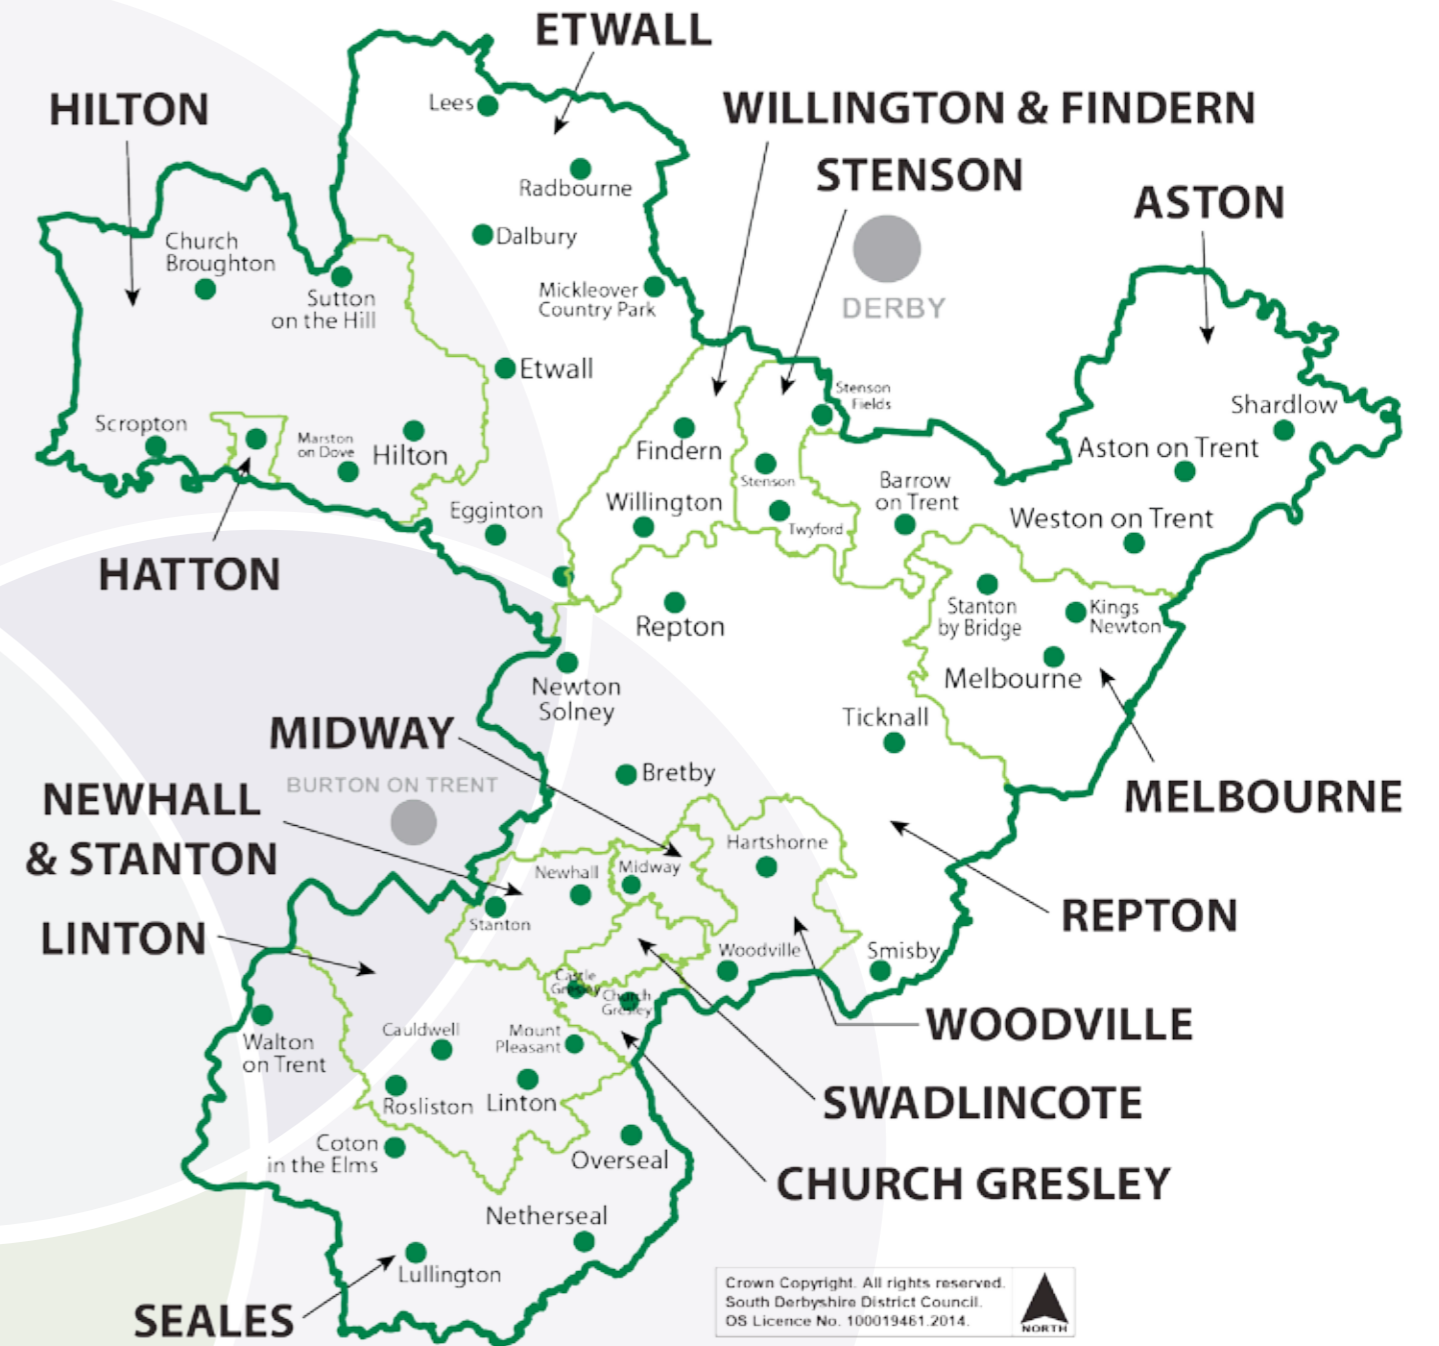 ETWALL
HILTON
WILLINGTON & FINDERN
STENSON
ASTON
Lees
Radbourne
Dalbury
Church
Broughton
Sutton
on the Hill
Mickleover
Country Park
DERBY
Etwall
Stenson
Fields
Shardlow
Scropton
Marston
on Dove
Hilton
Findern
Aston on Trent
Stenson
Barrow
on Trent
Egginton
Willington
Twyford
Weston on Trent
HATTON
Repton
Stanton
by Bridge
Kings
Newton
Melbourne
Newton
Solney
Ticknall
MIDWAY
BURTON ON TRENT
Bretby
NEWHALL
& STANTON
MELBOURNE
Hartshorne
Newhall
Midway
Stanton
LINTON
REPTON
Woodville
Smisby
Castle
Gresley
Church
Gresley
WOODVILLE
Walton
on Trent
Cauldwell
Mount
Pleasant
Rosliston
Linton
SWADLINCOTE
Coton
in the Elms
Overseal
CHURCH GRESLEY
Netherseal
Lullington
SEALES
Crown Copyright. All rights reserved.
South Derbyshire District Council.
OS Licence No. 100019461.2014.
NORTH